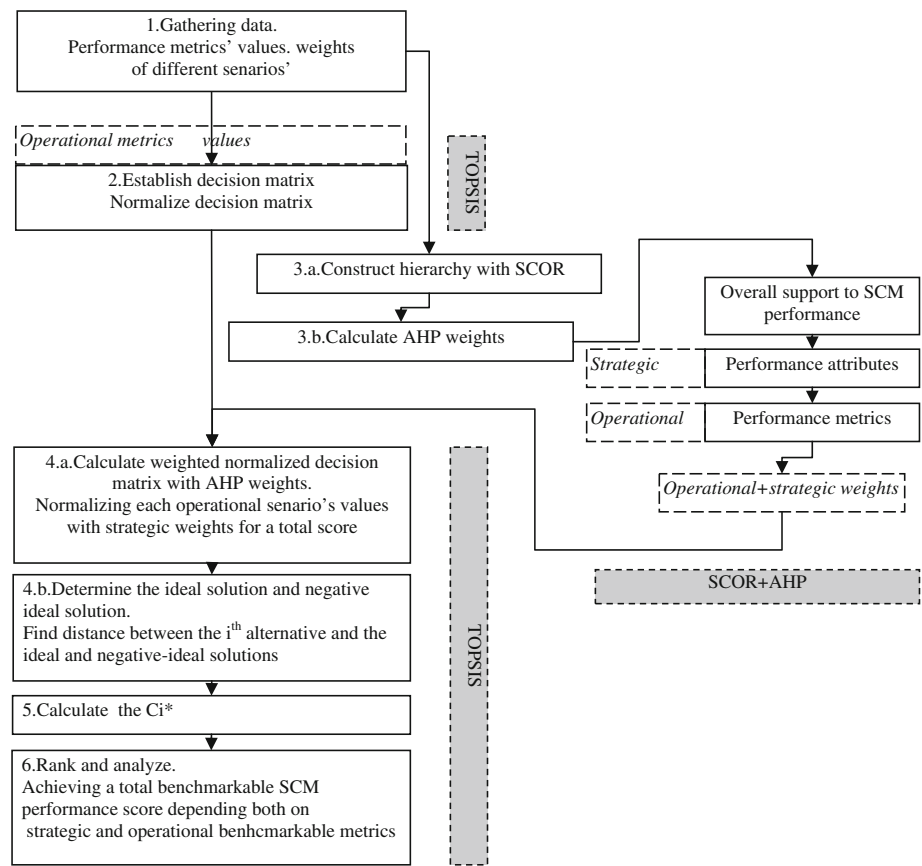 1.Gathering data.
Performance metrics' values. weights
of different senarios'
Operational metrics values
2.Establish decision matrix
Normalize decision matrix
TOPSIS
3.a.Construct hierarchy with SCOR
3.b.Calculate AHP weights
Overall support to SCM
performance
Strategic
Performance attributes
Operational
Performance metrics
Operational+strategic weights
SCOR+AHP
4.a.Calculate weighted normalized decision
matrix with AHP weights.
Normalizing each operational senario's values
with strategic weights for a total score
4.b.Determine the ideal solution and negative
ideal solution.
Find distance between the ith alternative and the
ideal and negative-ideal solutions
TOPSIS
5.Calculate the Ci*
6.Rank and analyze.
Achieving a total benchmarkable SCM
performance score depending both on
strategic and operational benhcmarkable metrics